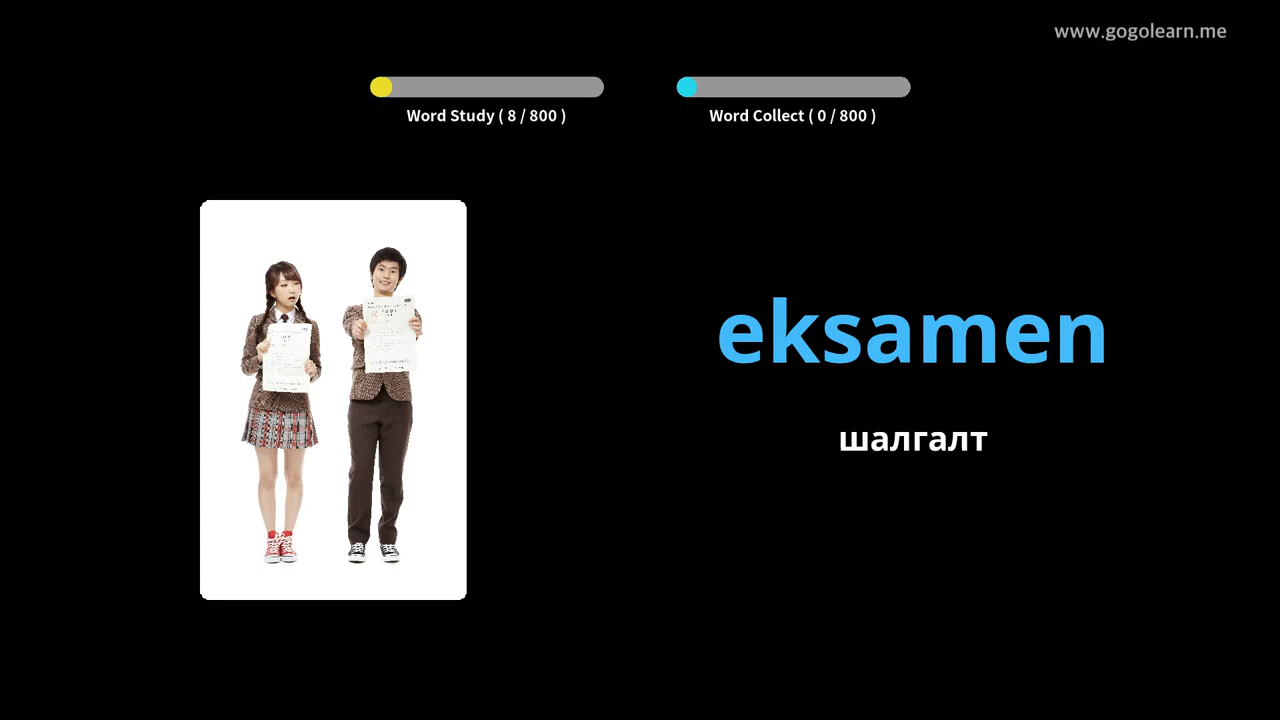 www.gogolearn.me
Word Study ( 8 / 800 )
Word Collect ( 0 / 800 )
eksamen
шалгалт